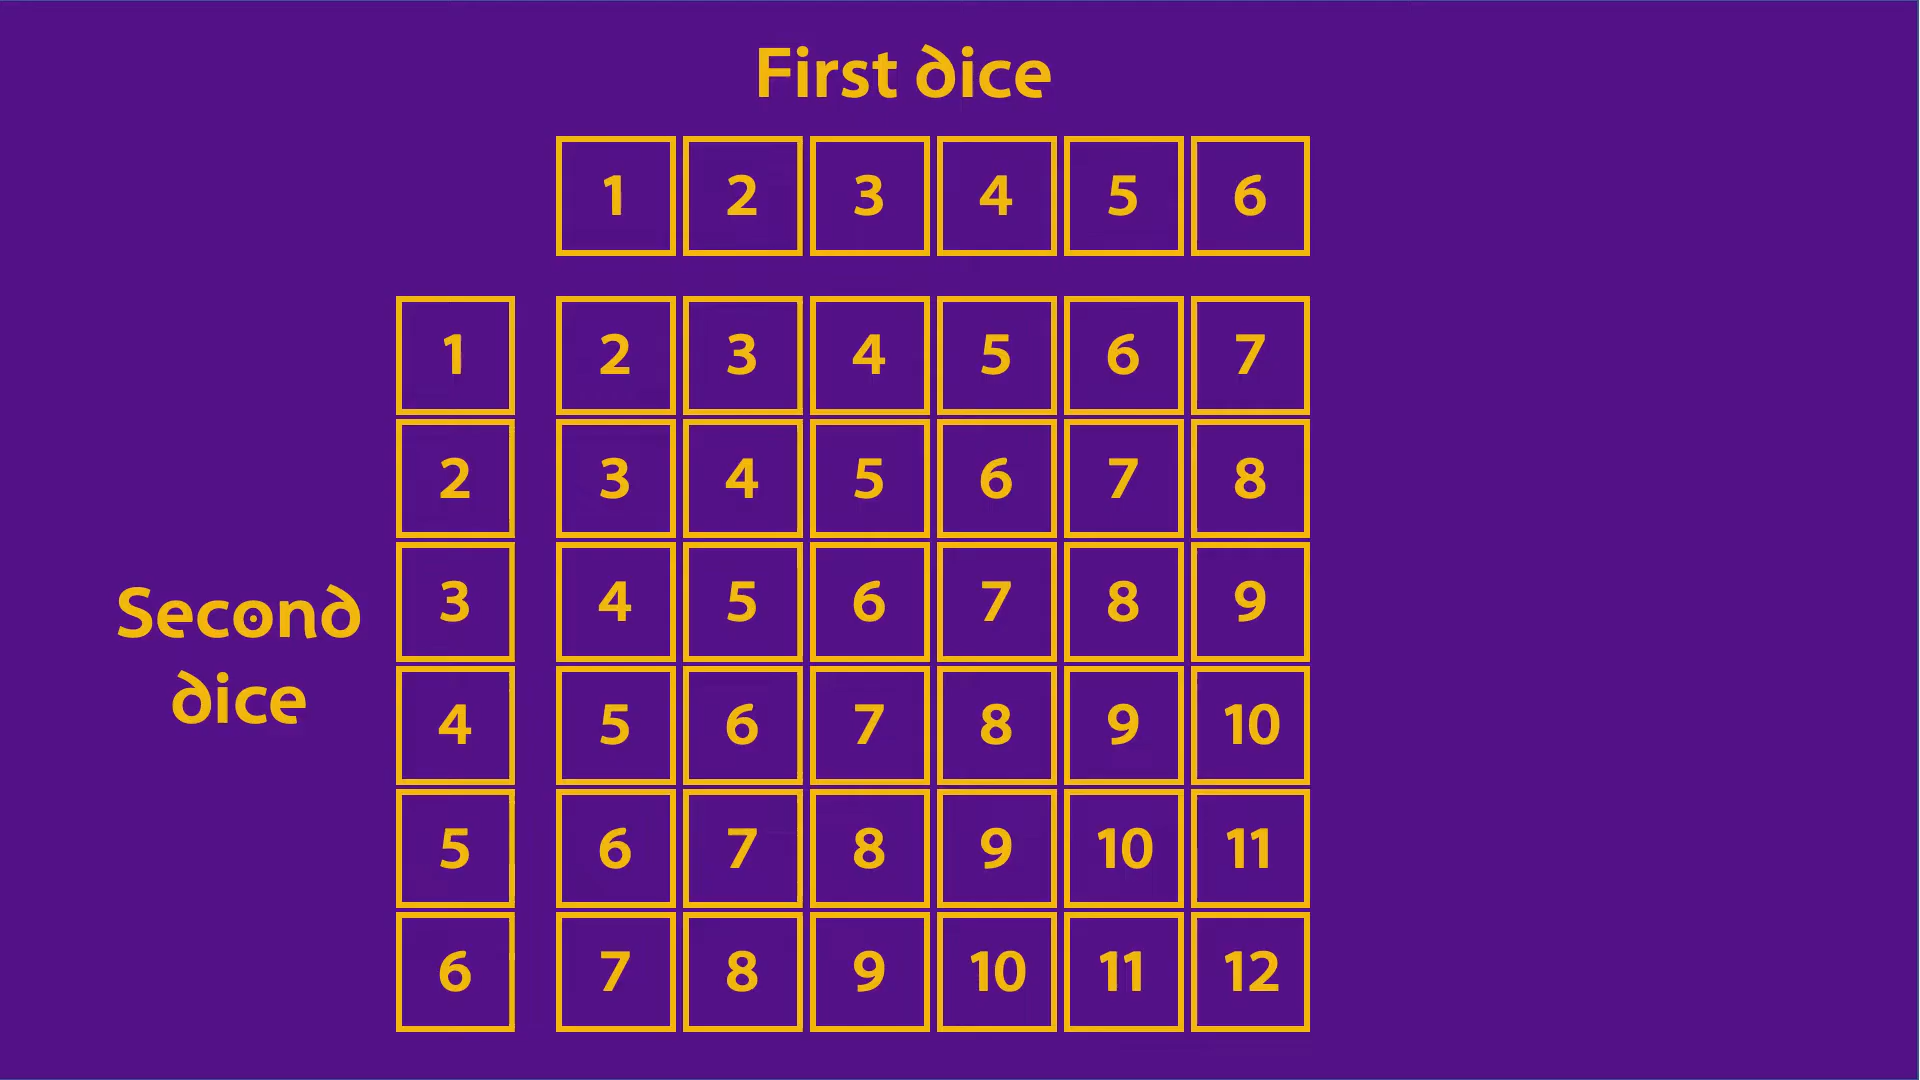 First dice
1 2 3 4 5 6
1 2 3 4 5 6 7
2 3 4 5 6 7 8
Second
3 4 5 6 7 8 9
dice
4 5 6 7 8 9 10
5 6 7 8 9 10 11
6 7 8 9 10 11 12